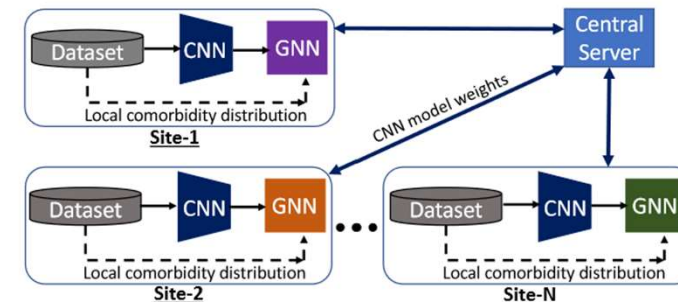 Dataset
CNN
GNN
Local comorbidity distribution
Site-1
Central
Server
CNN model weights
Dataset
CNN
GNN
Local comorbidity distribution
Site-2
Dataset
CNN
GNN
Local comorbidity distribution
Site-N